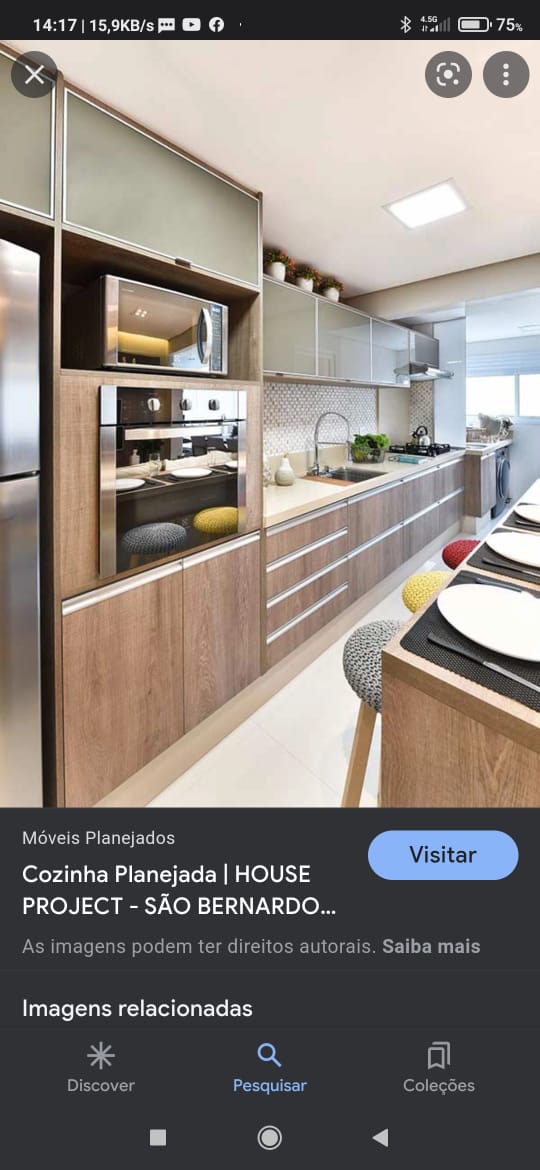 14:17 | 15,9KB/s
4.5G
75%
Móveis Planejados
Cozinha Planejada | HOUSE
PROJECT - SÃO BERNARDO...
Visitar
As imagens podem ter direitos autorais. Saiba mais
Imagens relacionadas
Discover
Pesquisar
Coleções